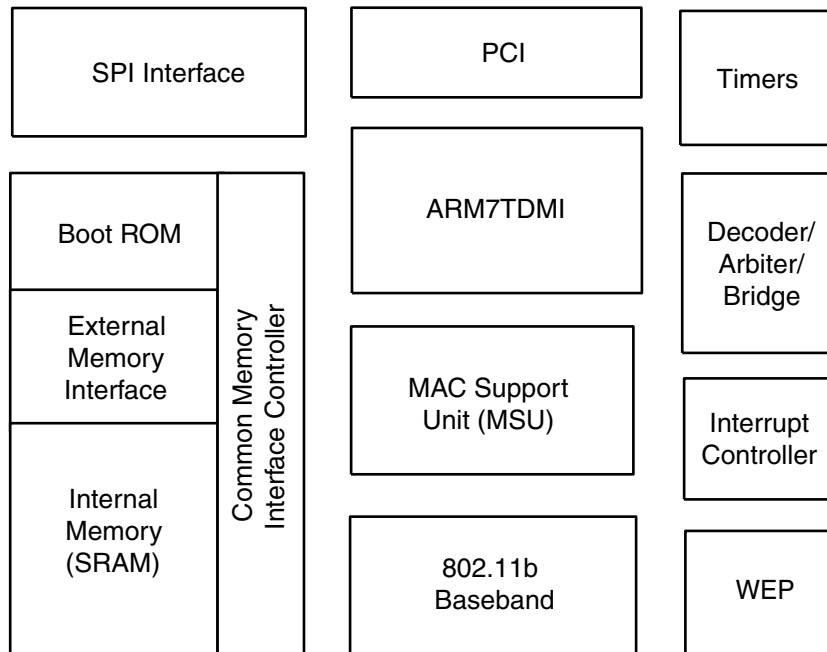 SPI Interface
PCI
Timers
Boot ROM
External
Memory
Interface
Internal
Memory
(SRAM)
Common Memory
Interface Controller
ARM7TDMI
MAC Support
Unit (MSU)
802.11b
Baseband
Decoder/
Arbiter/
Bridge
Interrupt
Controller
WEP